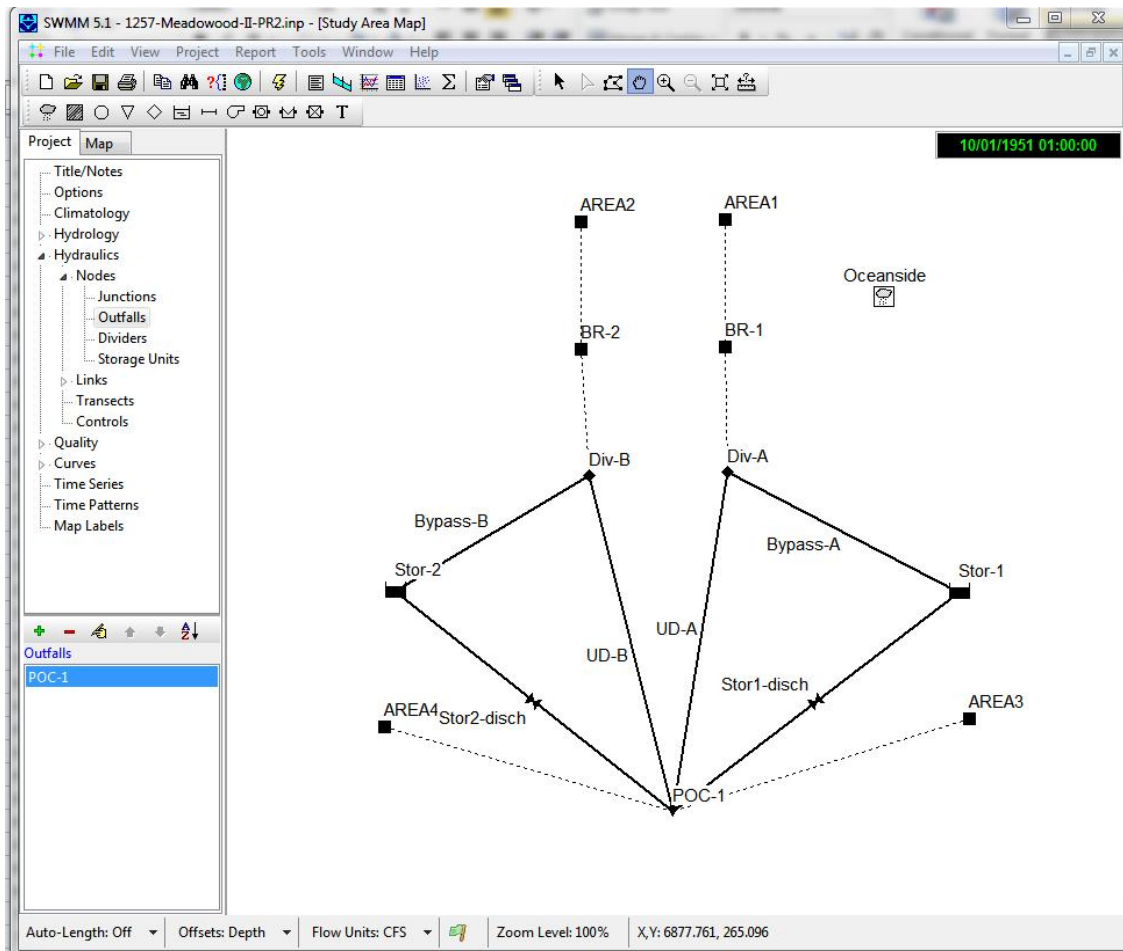 SWMM 5.1 - 1257-Meadowood-II-PR2.inp - [Study Area Map]
File Edit View Project Report Tools Window Help
T
Project Map
Title/Notes
Options
Climatology
Hydrology
Hydraulics
Nodes
Junctions
Outfalls
Dividers
Storage Units
Links
Transects
Controls
Quality
Curves
Time Series
Time Patterns
Map Labels
Outfalls
POC-1
10/01/1951 01:00:00
AREA2
AREA1
Oceanside
BR-2
BR-1
Div-B
Div-A
Bypass-B
Bypass-A
Stor-2
Stor-1
UD-A
UD-B
Stor1-disch
AREA4
Stor2-disch
AREA3
POC-1
Auto-Length: Off Offsets: Depth Flow Units: CFS Zoom Level: 100% X,Y: 6877.761, 265.096